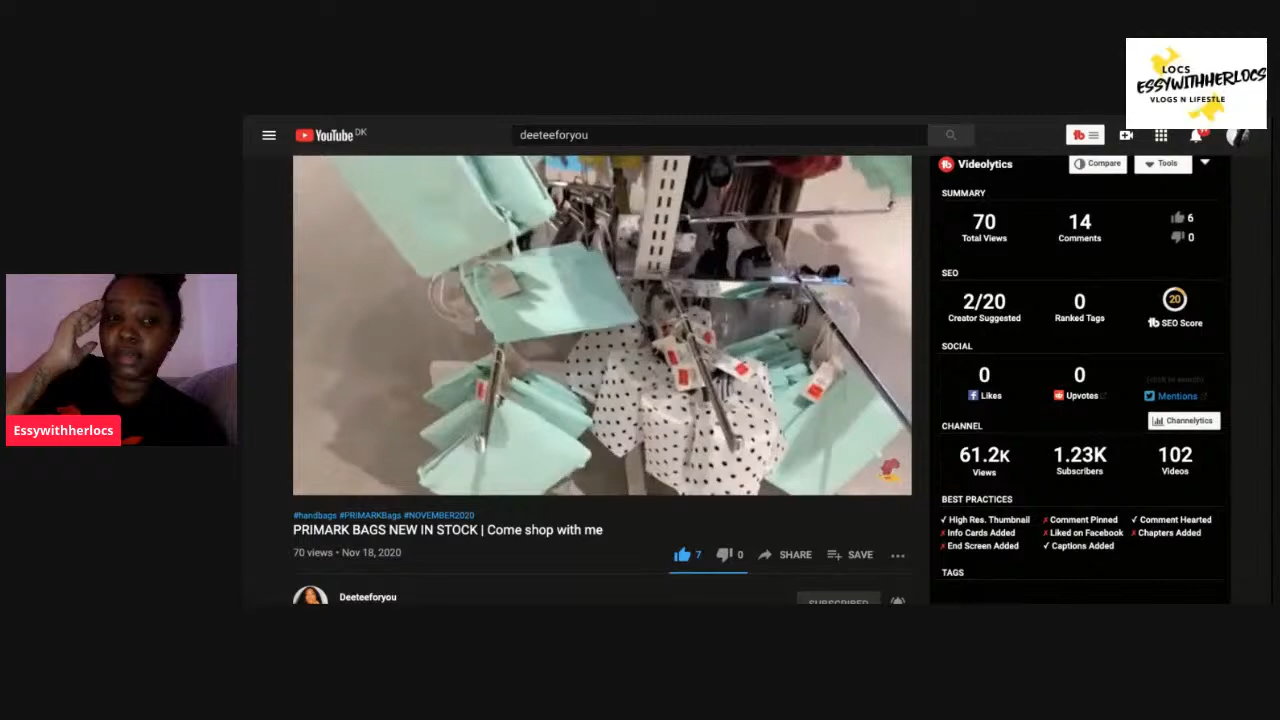 LOCS
ESSYWITHHERLOCS
VLOGS N LIFESTLE
YouTube DK
deeteeforyou
Videolytics
Compare
Tools
SUMMARY
70
14
6
Total Views
Comments
0
SEO
2/20
0
20
Creator Suggested
Ranked Tags
tb SEO Score
SOCIAL
0
0
Likes
Upvotes
Mentions
CHANNEL
Channelytics
61.2K
1.23K
102
Views
Subscribers
Videos
BEST PRACTICES
✓ High Res. Thumbnail
✗ Comment Pinned
✓ Comment Hearted
✗ Info Cards Added
✗ Liked on Facebook
✗ Chapters Added
✗ End Screen Added
✓ Captions Added
TAGS
Essywithherlocs
#handbags #PRIMARKBags #NOVEMBER2020
PRIMARK BAGS NEW IN STOCK | Come shop with me
70 views • Nov 18, 2020
7
0
SHARE
SAVE
Deeteeforyou
SUBSCRIBED